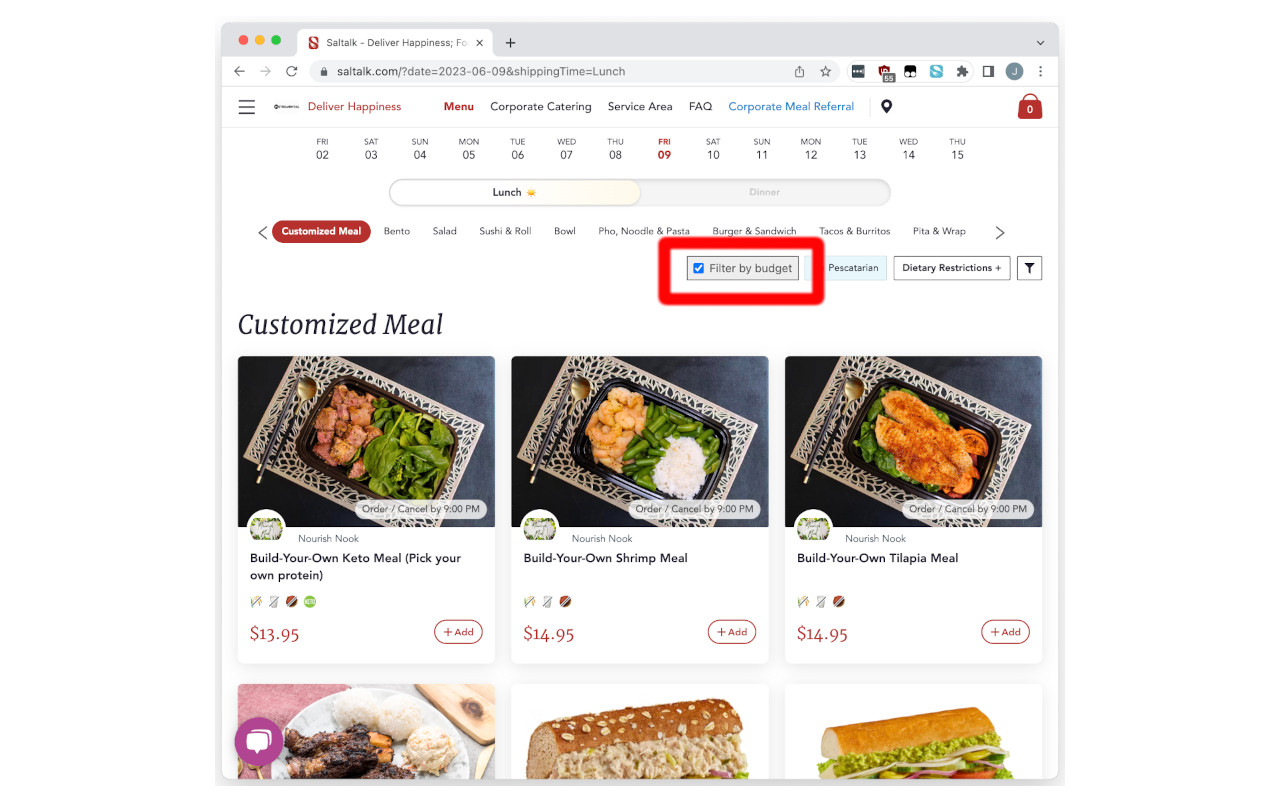 Saltalk - Deliver Happiness; Fo
saltalk.com/?date=2023-06-09&shippingTime=Lunch
55
J
Deliver Happiness
Menu
Corporate Catering
Service Area
FAQ
Corporate Meal Referral
0
FRI SAT SUN MON TUE WED THU FRI SAT SUN MON TUE WED THU
02 03 04 05 06 07 08 09 10 11 12 13 14 15
Lunch
Dinner
Customized Meal
Bento
Salad
Sushi & Roll
Bowl
Pho, Noodle & Pasta
Burger & Sandwich
Tacos & Burritos
Pita & Wrap
Filter by budget
Pescatarian
Dietary Restrictions +
Customized Meal
Order / Cancel by 9:00 PM
Nourish Nook
Build-Your-Own Keto Meal (Pick your
own protein)
KETO
$13.95
+ Add
Order / Cancel by 9:00 PM
Nourish Nook
Build-Your-Own Shrimp Meal
$14.95
+ Add
Order / Cancel by 9:00 PM
Nourish Nook
Build-Your-Own Tilapia Meal
$14.95
+ Add